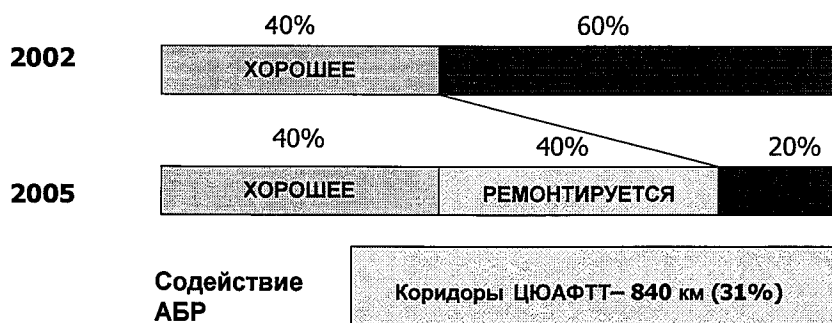 40% 60%
2002 ХОРОШЕЕ
40% 40% 20%
2005 ХОРОШЕЕ РЕМОНТИРУЕТСЯ
Содействие
АБР
Коридоры ЦЮАФТТ– 840 км (31%)